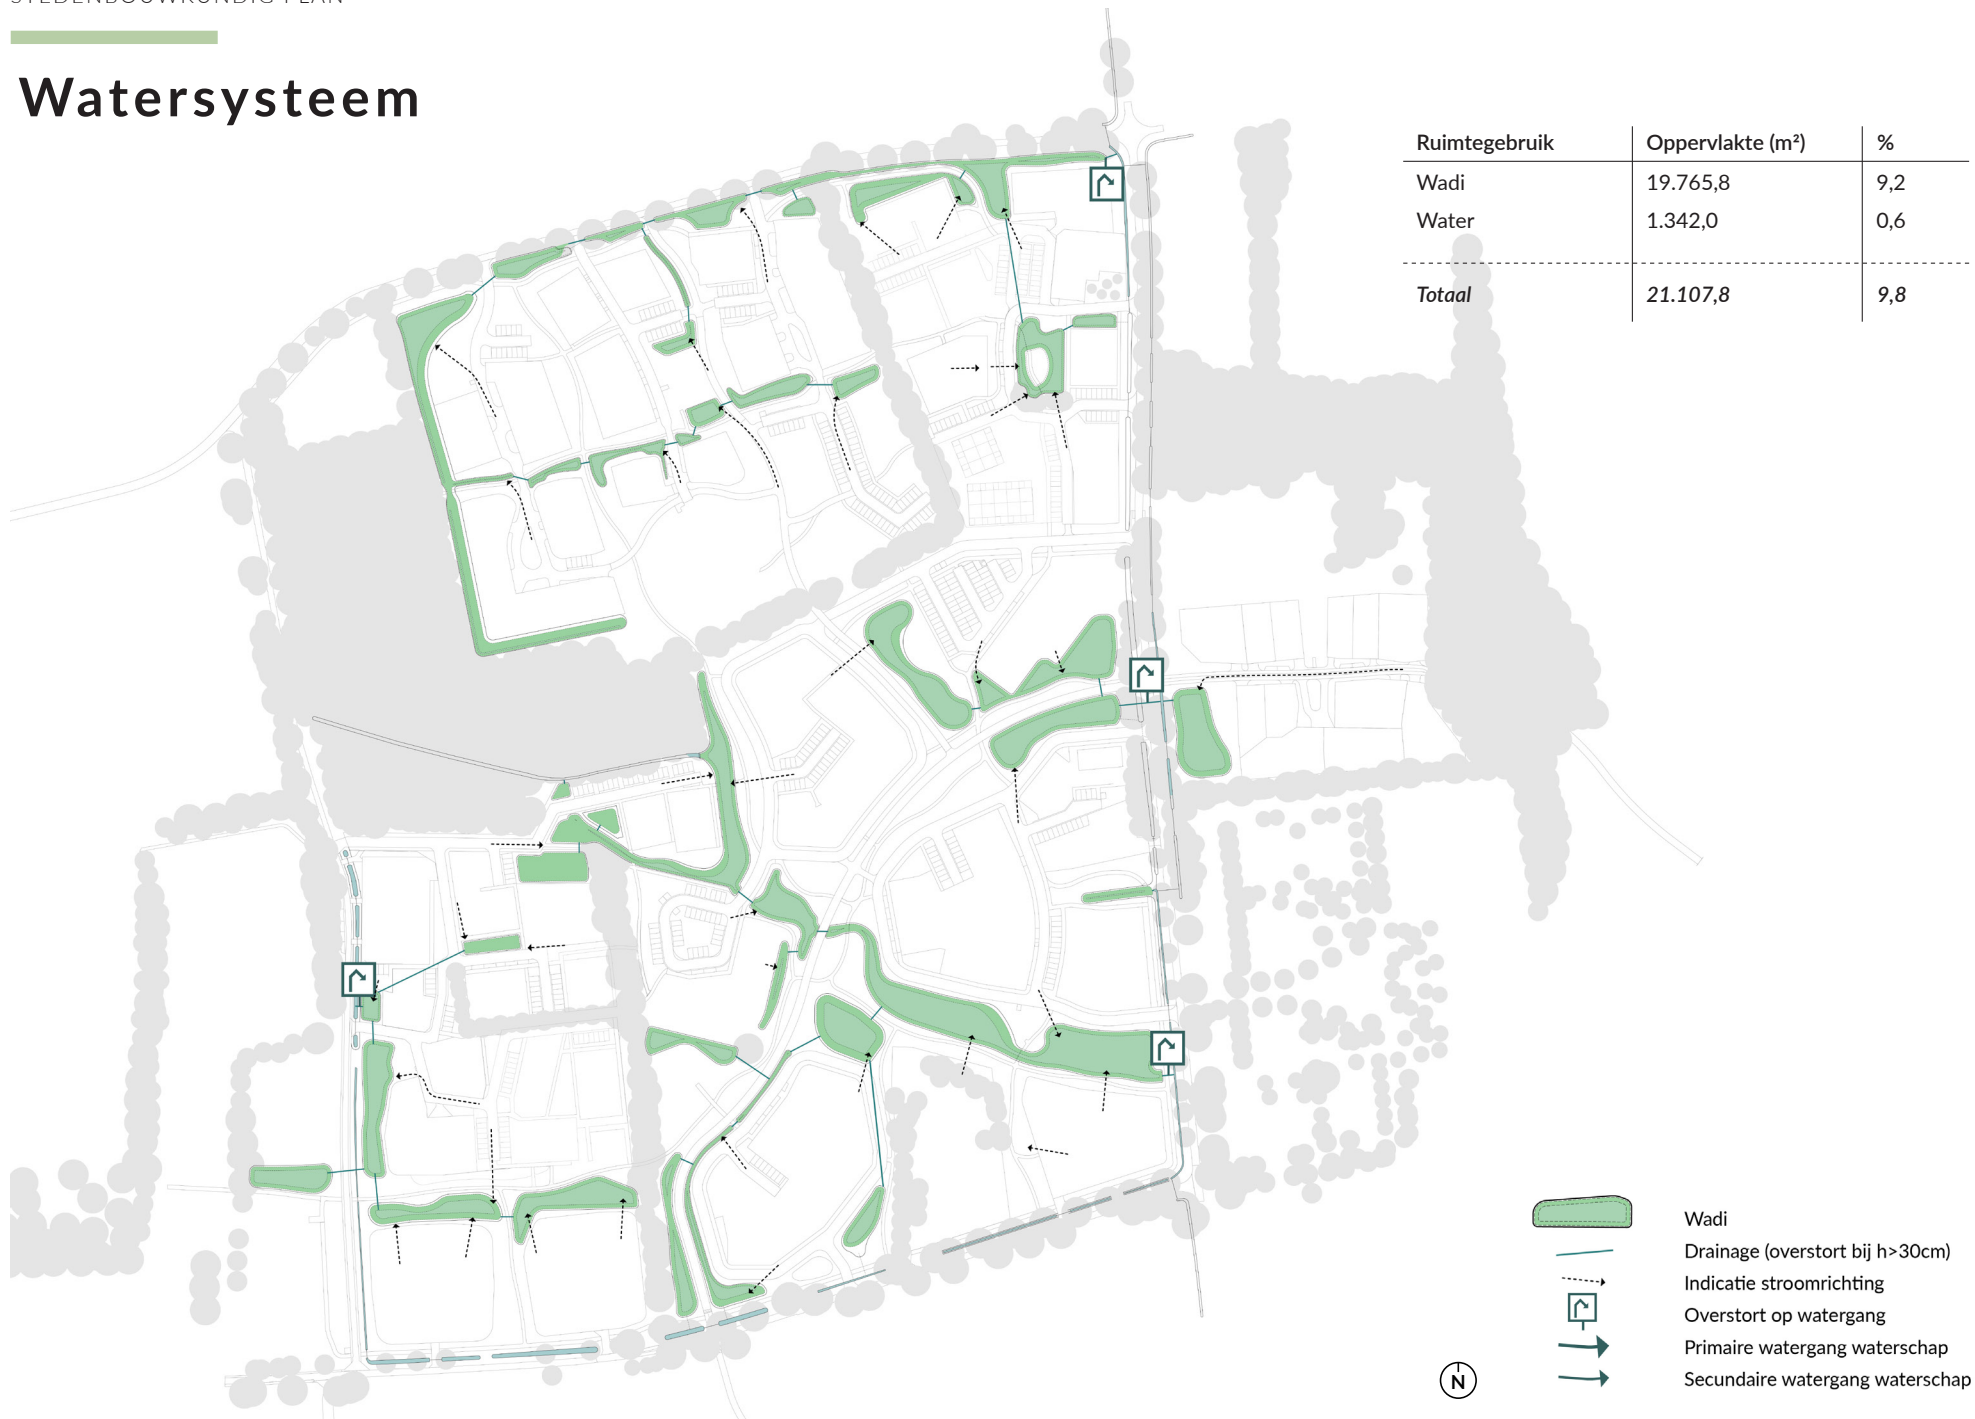 STEDENBOUWKUNDIG PLAN
Watersysteem
Ruimtegebruik Oppervlakte (m²) %
Wadi 19.765,8 9,2
Water 1.342,0 0,6
Totaal 21.107,8 9,8
Wadi
Drainage (overstort bij h>30cm)
Indicatie stroomrichting
Overstort op watergang
Primaire watergang waterschap
Secundaire watergang waterschap
N